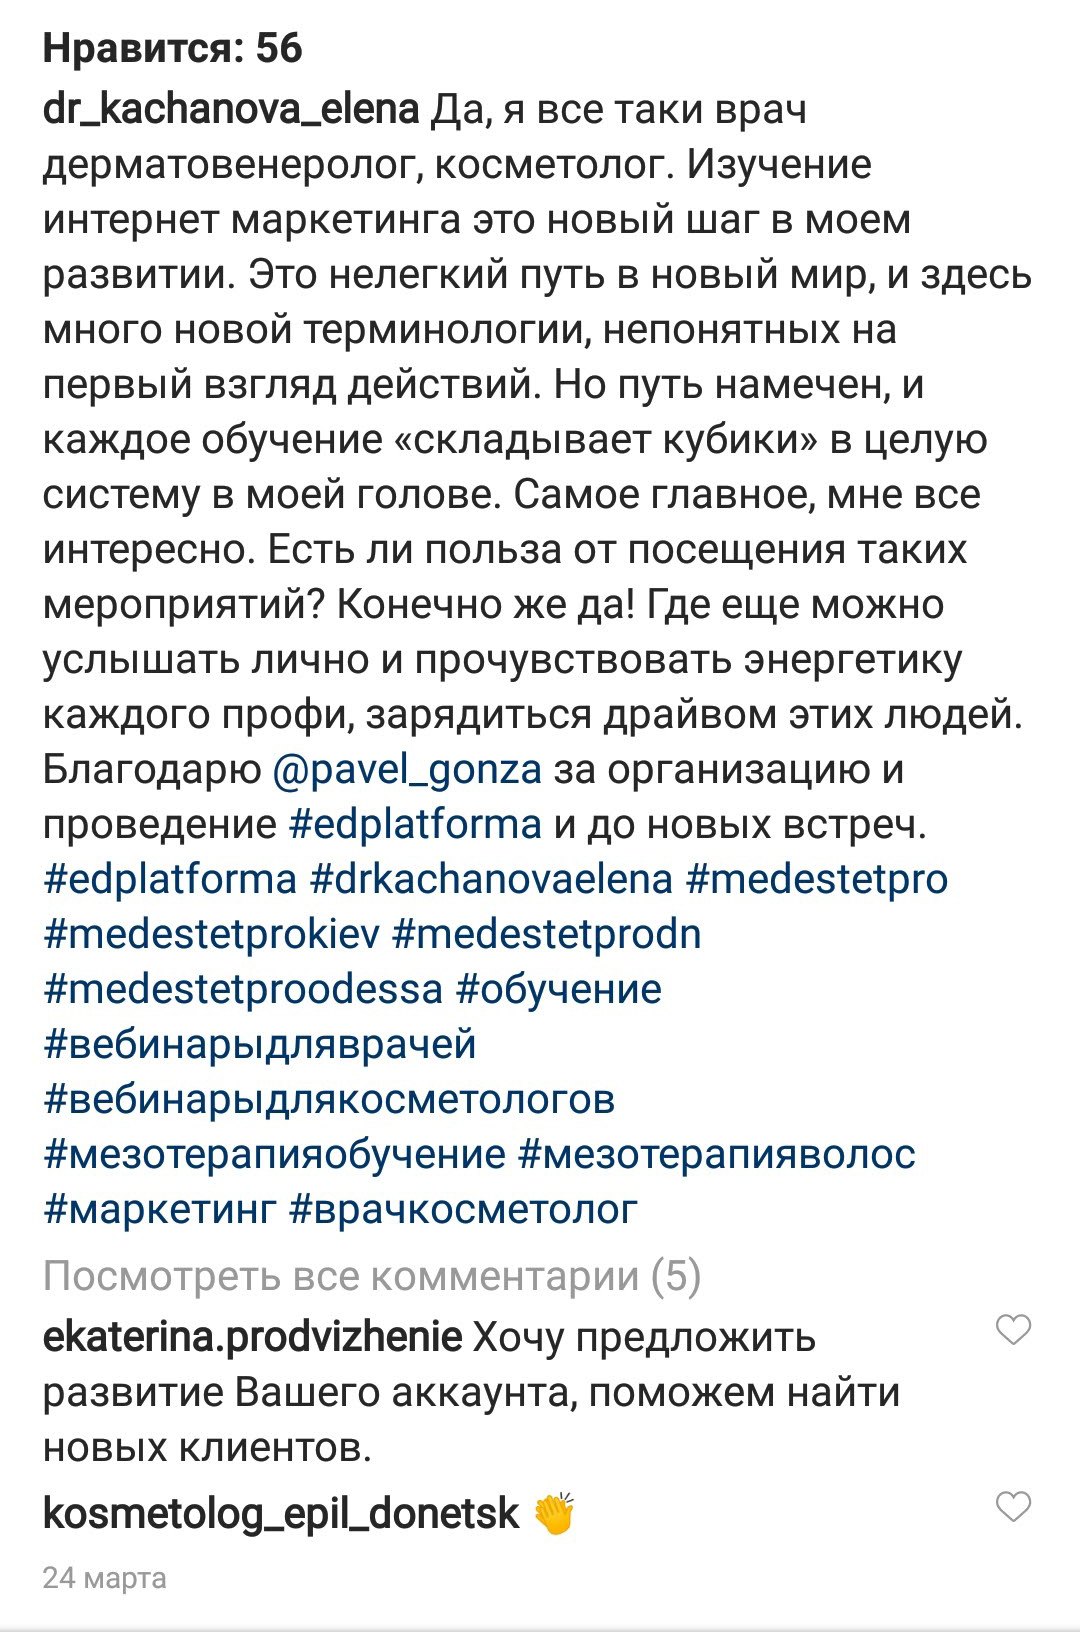 Нравится: 56
dr_kachanova_elena Да, я все таки врач
дерматовенеролог, косметолог. Изучение
интернет маркетинга это новый шаг в моем
развитии. Это нелегкий путь в новый мир, и здесь
много новой терминологии, непонятных на
первый взгляд действий. Но путь намечен, и
каждое обучение «складывает кубики» в целую
систему в моей голове. Самое главное, мне все
интересно. Есть ли польза от посещения таких
мероприятий? Конечно же да! Где еще можно
услышать лично и прочувствовать энергетику
каждого профи, зарядиться драйвом этих людей.
Благодарю @pavel_gonza за организацию и
проведение #edplatforma и до новых встреч.
#edplatforma #drkachanovaelena #medestetpro
#medestetprokiev #medestetprodn
#medestetproodessa #обучение
#вебинарыдляврачей
#вебинарыдлякосметологов
#мезотерапияобучение #мезотерапияволос
#маркетинг #врачкосметолог
Посмотреть все комментарии (5)
ekaterina.prodvizhenie Хочу предложить
развитие Вашего аккаунта, поможем найти
новых клиентов.
kosmetolog_epil_donetsk 👏
24 марта